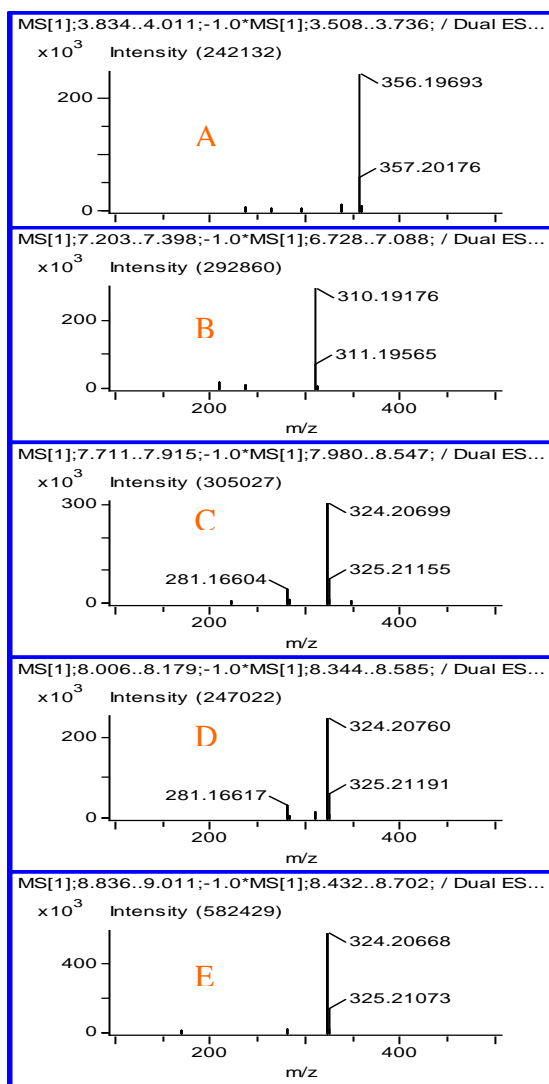 MS[1];3.834..4.011;-1.0*MS[1];3.508..3.736; / Dual ES...
x10³ Intensity (242132)
A
200
0
356.19693
357.20176
MS[1];7.203..7.398;-1.0*MS[1];6.728..7.088; / Dual ES...
x10³ Intensity (292860)
B
200
0
310.19176
311.19565
200 400
m/z
MS[1];7.711..7.915;-1.0*MS[1];7.980..8.547; / Dual ES...
x10³ Intensity (305027)
C
300
0
324.20699
281.16604
325.21155
200 400
m/z
MS[1];8.006..8.179;-1.0*MS[1];8.344..8.585; / Dual ES...
x10³ Intensity (247022)
D
200
0
324.20760
281.16617
325.21191
200 400
m/z
MS[1];8.836..9.011;-1.0*MS[1];8.432..8.702; / Dual ES...
x10³ Intensity (582429)
E
400
0
324.20668
325.21073
200 400
m/z